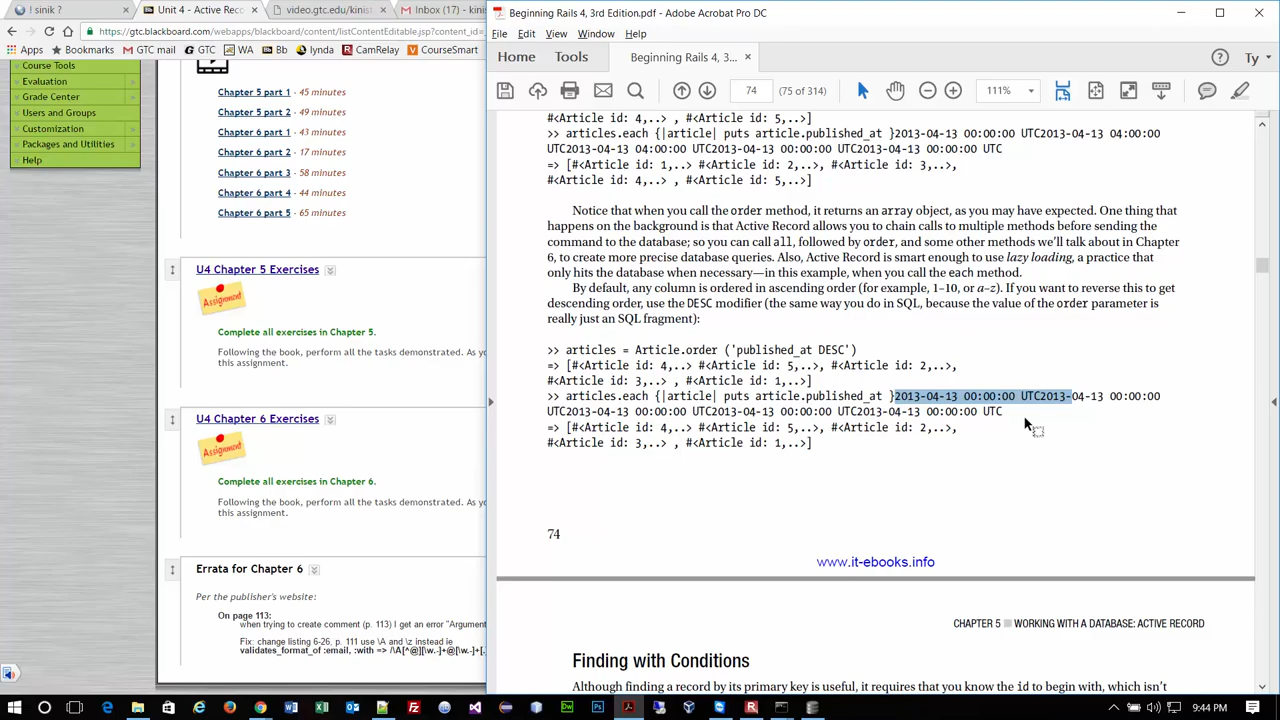 ! sinik ?
Unit 4 - Active Reco
video.gtc.edu/kinist
Inbox (17) - kinis
https://gtc.blackboard.com/webapps/blackboard/content/listContentEditable.jsp?content_id=
Apps
Bookmarks
GTC mail
GTC
WA
Bb
lynda
CamRelay
CourseSmart
Course Tools
Evaluation
Grade Center
Users and Groups
Customization
Packages and Utilities
Help
Chapter 5 part 1 - 45 minutes
Chapter 5 part 2 - 49 minutes
Chapter 6 part 1 - 43 minutes
Chapter 6 part 2 - 17 minutes
Chapter 6 part 3 - 58 minutes
Chapter 6 part 4 - 44 minutes
Chapter 6 part 5 - 65 minutes
U4 Chapter 5 Exercises
Assignment
Complete all exercises in Chapter 5.
Following the book, perform all the tasks demonstrated. As yo
this assignment.
U4 Chapter 6 Exercises
Assignment
Complete all exercises in Chapter 6.
Following the book, perform all the tasks demonstrated. As yo
this assignment.
Errata for Chapter 6
Per the publisher's website:
On page 113:
when trying to create comment (p. 113) I get an error "Argument
Fix: change listing 6-26, p. 111 use \A and \z instead ie
validates_format_of :email, :with => /\A[^@][\w.-]+@[\w.-]+[.
Beginning Rails 4, 3rd Edition.pdf - Adobe Acrobat Pro DC
File Edit View Window Help
Home
Tools
Beginning Rails 4, 3...
Ty
74
(75 of 314)
111%
#<Article id: 4,..> , #<Article id: 5,..>]
>> articles.each {|article| puts article.published_at }2013-04-13 00:00:00 UTC2013-04-13 04:00:00
UTC2013-04-13 04:00:00 UTC2013-04-13 00:00:00 UTC2013-04-13 00:00:00 UTC
=> [#<Article id: 1,..> #<Article id: 2,..>, #<Article id: 3,..>,
#<Article id: 4,..> , #<Article id: 5,..>]
Notice that when you call the order method, it returns an array object, as you may have expected. One thing that
happens on the background is that Active Record allows you to chain calls to multiple methods before sending the
command to the database; so you can call all, followed by order, and some other methods we'll talk about in Chapter
6, to create more precise database queries. Also, Active Record is smart enough to use lazy loading, a practice that
only hits the database when necessary—in this example, when you call the each method.
By default, any column is ordered in ascending order (for example, 1–10, or a–z). If you want to reverse this to get
descending order, use the DESC modifier (the same way you do in SQL, because the value of the order parameter is
really just an SQL fragment):
>> articles = Article.order ('published_at DESC')
=> [#<Article id: 4,..>, #<Article id: 5,..>, #<Article id: 2,..>,
#<Article id: 3,..> , #<Article id: 1,..>]
>> articles.each {|article| puts article.published_at }2013-04-13 00:00:00 UTC2013-04-13 00:00:00
UTC2013-04-13 00:00:00 UTC2013-04-13 00:00:00 UTC2013-04-13 00:00:00 UTC
=> [#<Article id: 4,..>, #<Article id: 5,..>, #<Article id: 2,..>,
#<Article id: 3,..> , #<Article id: 1,..>]
74
www.it-ebooks.info
CHAPTER 5 ■ WORKING WITH A DATABASE: ACTIVE RECORD
Finding with Conditions
Although finding a record by its primary key is useful, it requires that you know the id to begin with, which isn't
9:44 PM